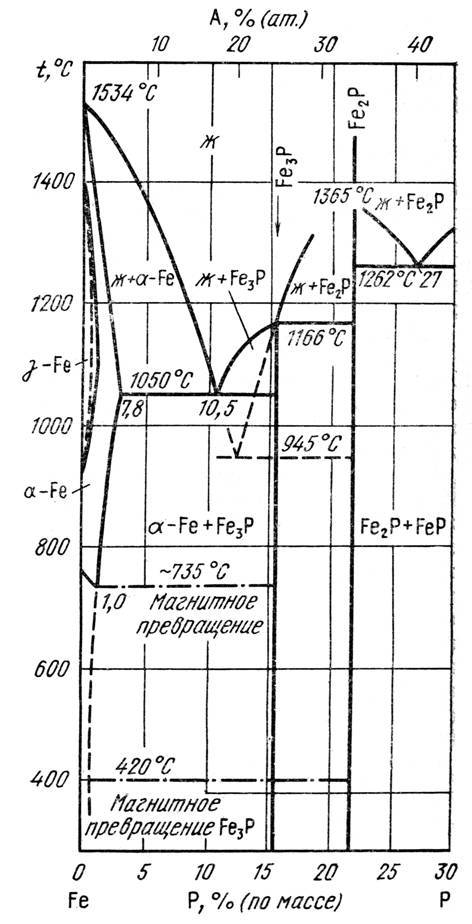 А, % (ат.)
10 20 30 40
t, °C
1534 °C
ж
Fe₃P
Fe₂P
1400
1365 °C
ж + Fe₂P
ж + α-Fe
ж + Fe₃P
ж + Fe₂P
1262 °C 27
1200
1166 °C
γ-Fe
1050 °C
7,8
10,5
1000
945 °C
α-Fe
α-Fe + Fe₃P
Fe₂P + FeP
800
~735 °C
1,0
Магнитное
превращение
600
420 °C
400
Магнитное
превращение Fe₃P
0 5 10 15 20 25 30
Fe
P, % (по массе)
P